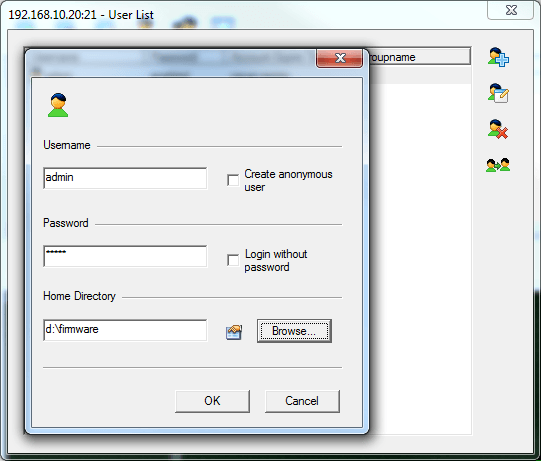 192.168.10.20:21 - User List
oupname
Username
admin
Create anonymous
user
Password
*****
Login without
password
Home Directory
d:\firmware
Browse...
OK
Cancel